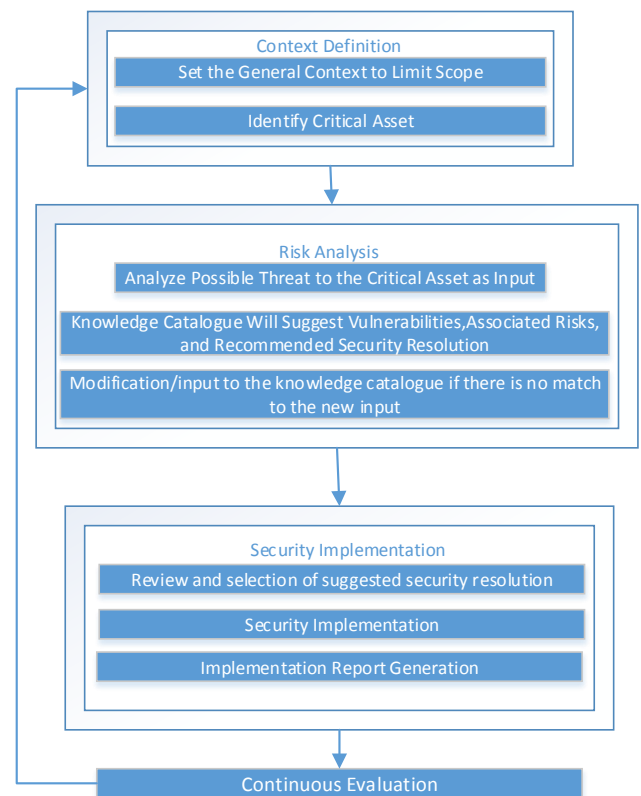 Context Definition
Set the General Context to Limit Scope
Identify Critical Asset
Risk Analysis
Analyze Possible Threat to the Critical Asset as Input
Knowledge Catalogue Will Suggest Vulnerabilities,Associated Risks,
and Recommended Security Resolution
Modification/input to the knowledge catalogue if there is no match
to the new input
Security Implementation
Review and selection of suggested security resolution
Security Implementation
Implementation Report Generation
Continuous Evaluation